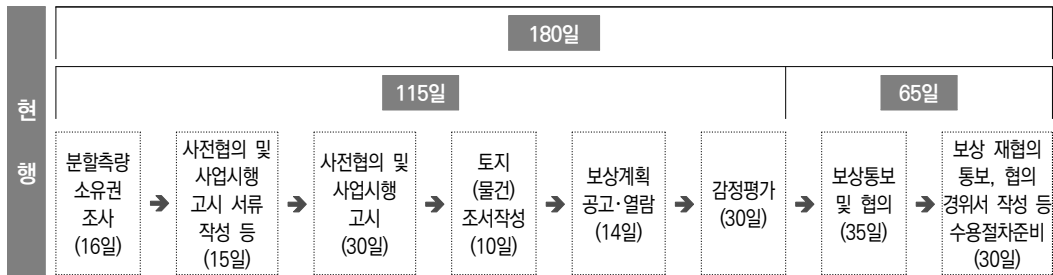 현
행
180일
115일
65일
분할측량
소유권
조사
(16일)
➔
사전협의 및
사업시행
고시 서류
작성 등
(15일)
➔
사전협의 및
사업시행
고시
(30일)
➔
토지
(물건)
조서작성
(10일)
➔
보상계획
공고·열람
(14일)
➔
감정평가
(30일)
➔
보상통보
및 협의
(35일)
➔
보상 재협의
통보, 협의
경위서 작성 등
수용절차준비
(30일)